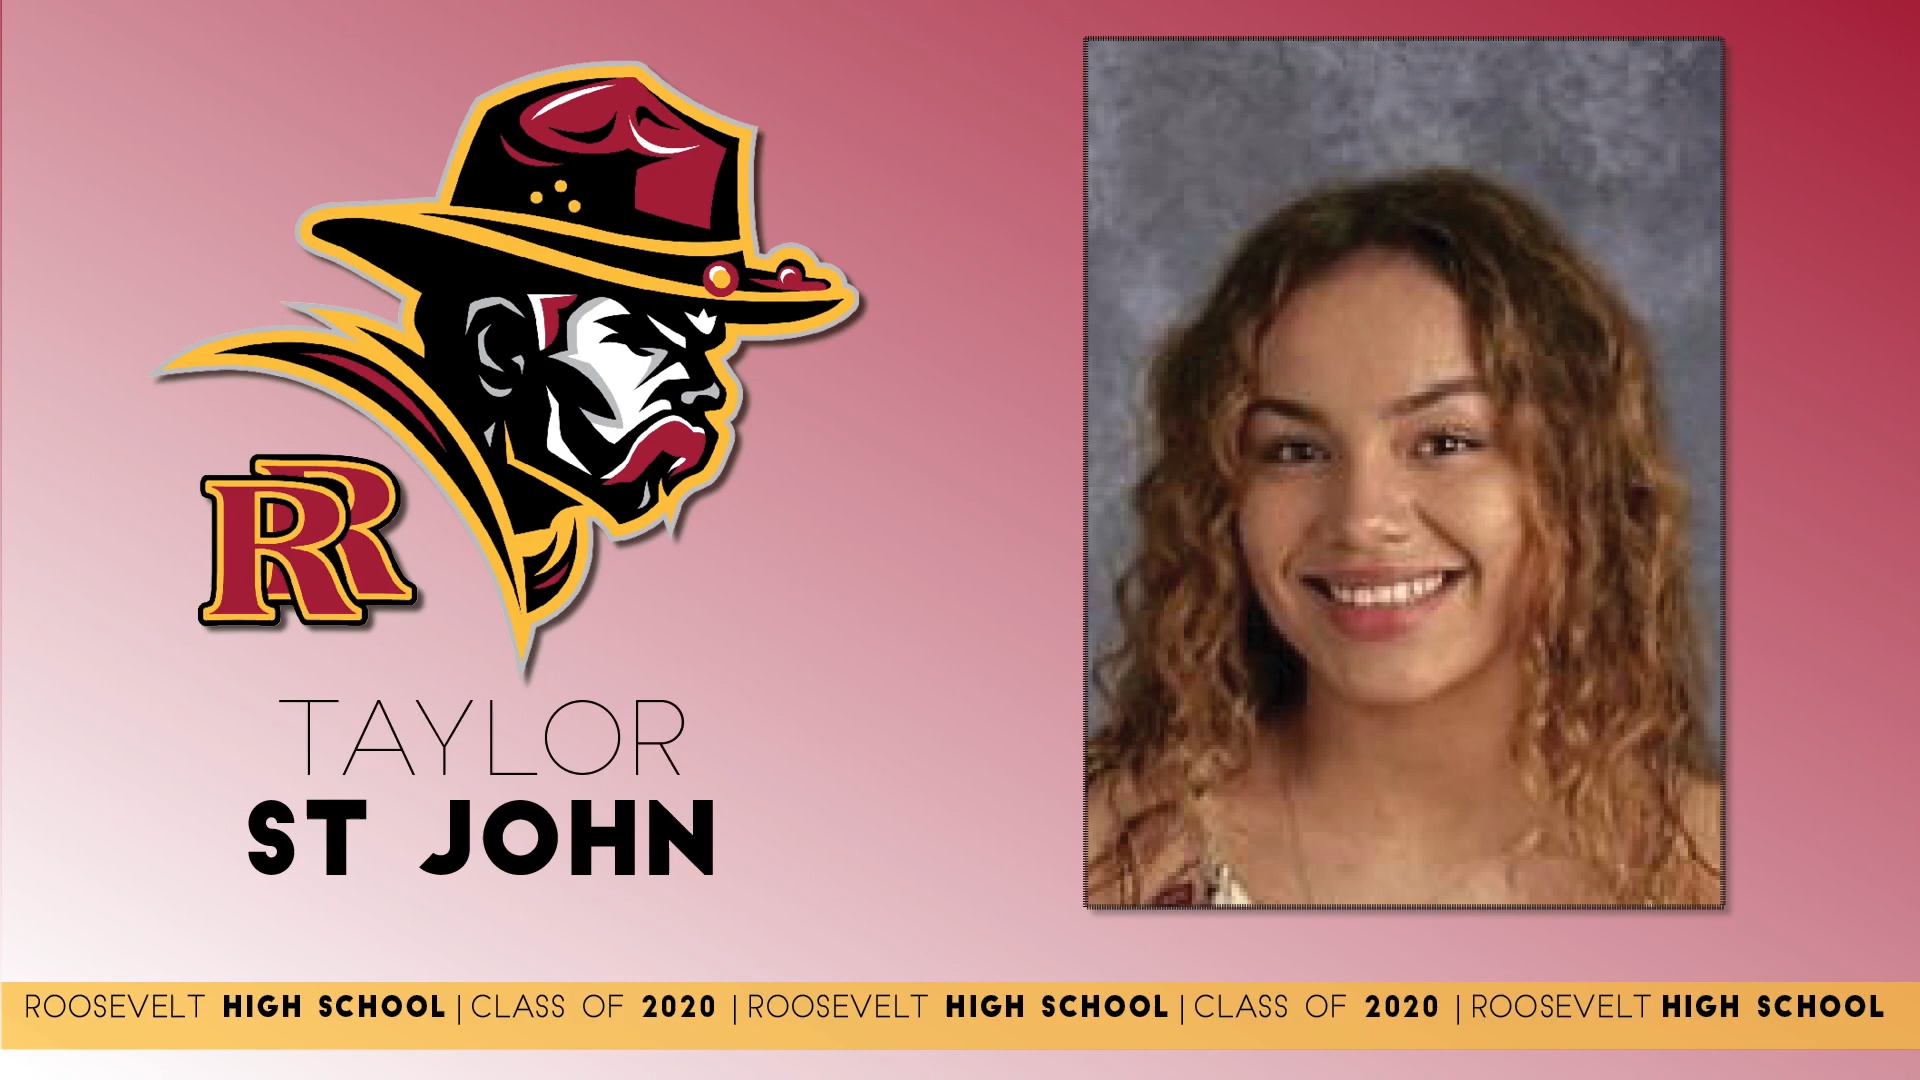 RR
TAYLOR
ST JOHN
ROOSEVELT HIGH SCHOOL | CLASS OF 2020 | ROOSEVELT HIGH SCHOOL | CLASS OF 2020 | ROOSEVELT HIGH SCHOOL